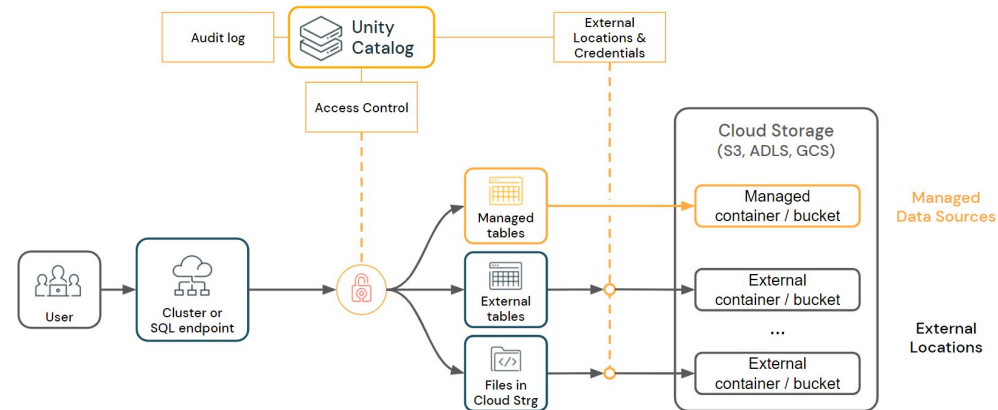 Audit log
Unity
Catalog
External
Locations &
Credentials
Access Control
Cloud Storage
(S3, ADLS, GCS)
Managed
tables
Managed
container / bucket
Managed
Data Sources
User
Cluster or
SQL endpoint
External
tables
External
container / bucket
...
External
Locations
Files in
Cloud Strg
External
container / bucket